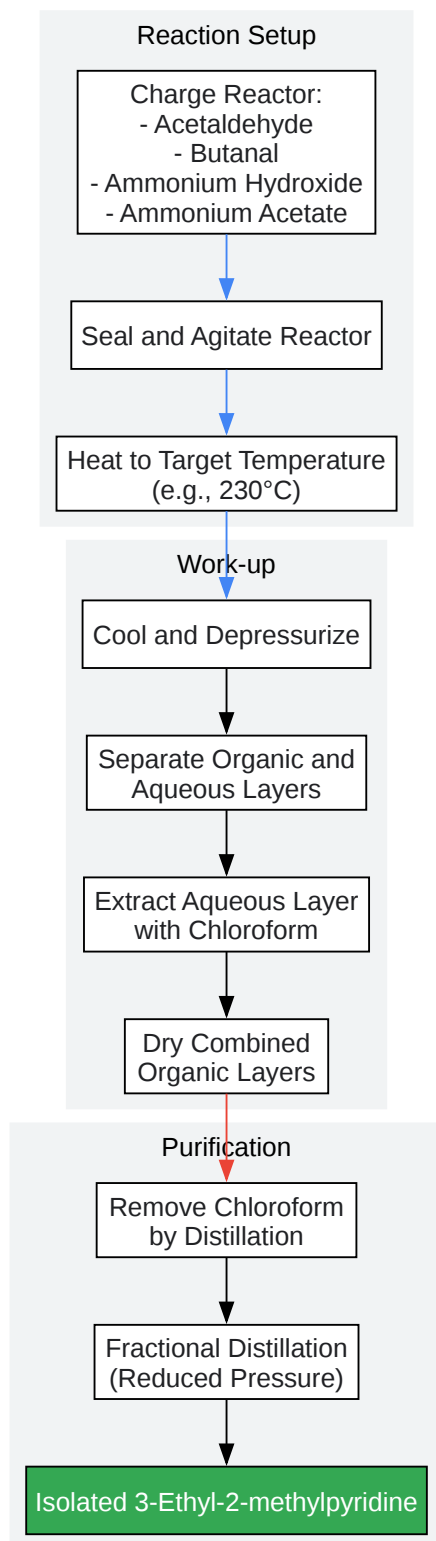 Reaction Setup
Charge Reactor:
- Acetaldehyde
- Butanal
- Ammonium Hydroxide
- Ammonium Acetate
Seal and Agitate Reactor
Heat to Target Temperature
(e.g., 230°C)
Work-up
Cool and Depressurize
Separate Organic and
Aqueous Layers
Extract Aqueous Layer
with Chloroform
Dry Combined
Organic Layers
Purification
Remove Chloroform
by Distillation
Fractional Distillation
(Reduced Pressure)
Isolated 3-Ethyl-2-methylpyridine